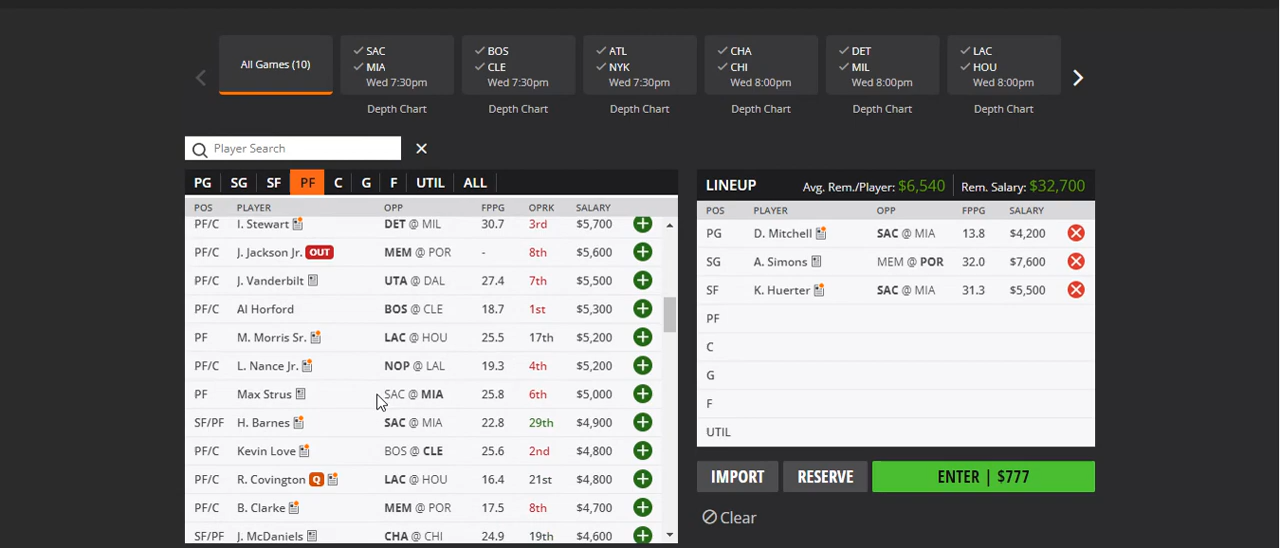 All Games (10)
SAC
MIA
Wed 7:30pm
Depth Chart
BOS
CLE
Wed 7:30pm
Depth Chart
ATL
NYK
Wed 7:30pm
Depth Chart
CHA
CHI
Wed 8:00pm
Depth Chart
DET
MIL
Wed 8:00pm
Depth Chart
LAC
HOU
Wed 8:00pm
Depth Chart
Player Search
PG SG SF PF C G F UTIL ALL
POS PLAYER OPP FPPG OPRK SALARY
PF/C I. Stewart DET @ MIL 30.7 3rd $5,700
PF/C J. Jackson Jr. OUT MEM @ POR - 8th $5,600
PF/C J. Vanderbilt UTA @ DAL 27.4 7th $5,500
PF/C Al Horford BOS @ CLE 18.7 1st $5,300
PF M. Morris Sr. LAC @ HOU 25.5 17th $5,200
PF/C L. Nance Jr. NOP @ LAL 19.3 4th $5,200
PF Max Strus SAC @ MIA 25.8 6th $5,000
SF/PF H. Barnes SAC @ MIA 22.8 29th $4,900
PF/C Kevin Love BOS @ CLE 25.6 2nd $4,800
PF/C R. Covington Q LAC @ HOU 16.4 21st $4,800
PF/C B. Clarke MEM @ POR 17.5 8th $4,700
SF/PF J. McDaniels CHA @ CHI 24.9 19th $4,600
LINEUP Avg. Rem./Player: $6,540 Rem. Salary: $32,700
POS PLAYER OPP FPPG SALARY
PG D. Mitchell SAC @ MIA 13.8 $4,200
SG A. Simons MEM @ POR 32.0 $7,600
SF K. Huerter SAC @ MIA 31.3 $5,500
PF
C
G
F
UTIL
IMPORT RESERVE ENTER | $777
Clear